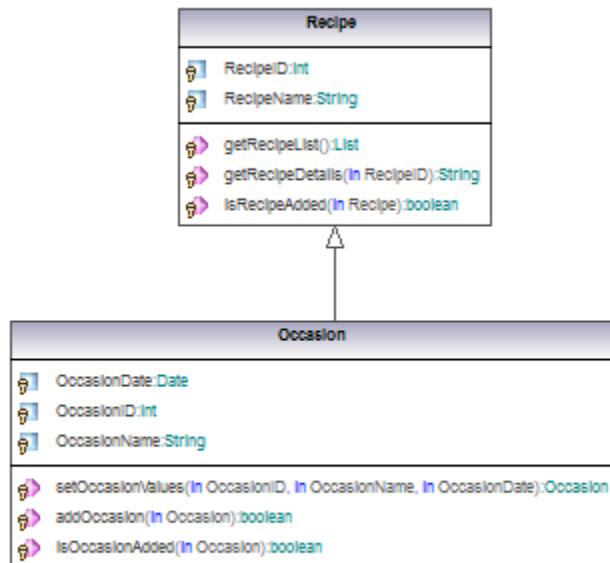 Recipe
RecipeID:Int
RecipeName:String
getRecipeList():List
getRecipeDetails(In RecipeID):String
isRecipeAdded(In Recipe):boolean
Occasion
OccasionDate:Date
OccasionID:Int
OccasionName:String
setOccasionValues(In OccasionID, In OccasionName, In OccasionDate):Occasion
addOccasion(In Occasion):boolean
isOccasionAdded(In Occasion):boolean